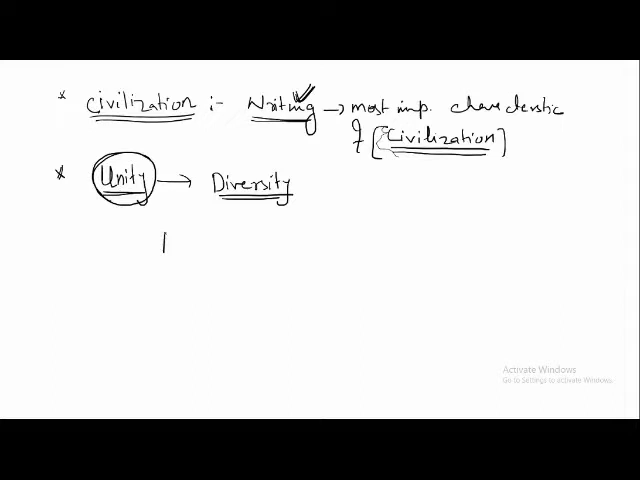 * Civilization :- Writing → most imp. characteristic
of [Civilization]
* Unity → Diversity
Activate Windows
Go to Settings to activate Windows.